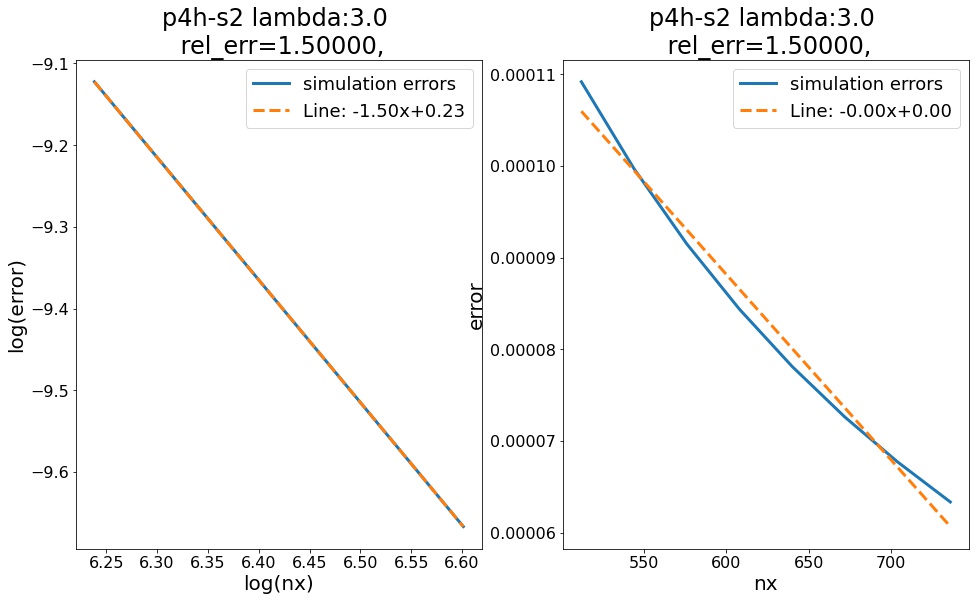 p4h-s2 lambda:3.0
rel_err=1.50000,
simulation errors
Line: -1.50x+0.23
−9.1
−9.2
−9.3
−9.4
−9.5
−9.6
log(error)
6.25
6.30
6.35
6.40
6.45
6.50
6.55
6.60
log(nx)
p4h-s2 lambda:3.0
rel_err=1.50000,
simulation errors
Line: -0.00x+0.00
0.00011
0.00010
0.00009
0.00008
0.00007
0.00006
error
550
600
650
700
nx